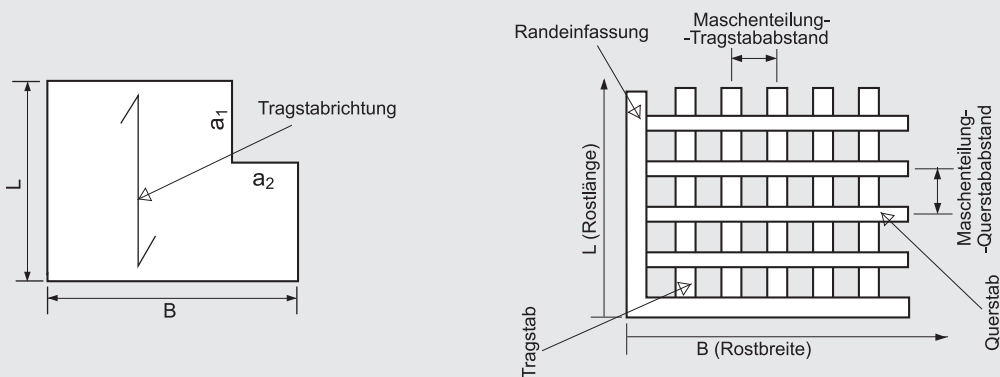 L
B
a1
a2
Tragstabrichtung
Randeinfassung
Maschenteilung-
-Tragstababstand
L (Rostlänge)
Maschenteilung-
-Querstababstand
Tragstab
B (Rostbreite)
Querstab